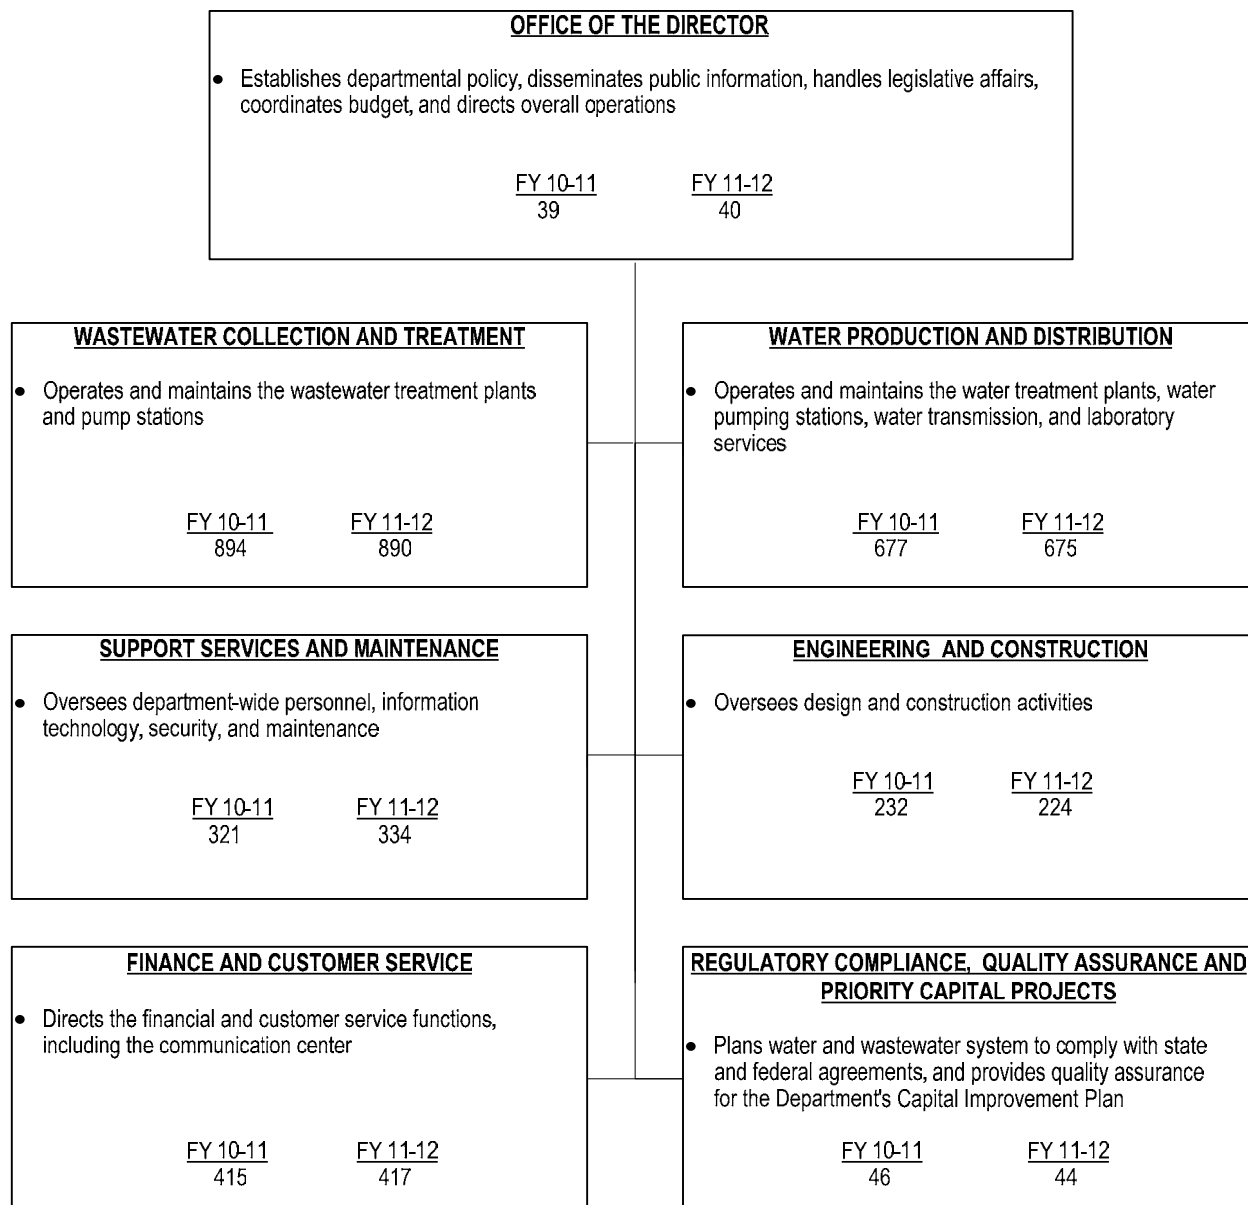 OFFICE OF THE DIRECTOR
• Establishes departmental policy, disseminates public information, handles legislative affairs,
coordinates budget, and directs overall operations
FY 10-11 FY 11-12
39 40
WASTEWATER COLLECTION AND TREATMENT
• Operates and maintains the wastewater treatment plants
and pump stations
FY 10-11 FY 11-12
894 890
WATER PRODUCTION AND DISTRIBUTION
• Operates and maintains the water treatment plants, water
pumping stations, water transmission, and laboratory
services
FY 10-11 FY 11-12
677 675
SUPPORT SERVICES AND MAINTENANCE
• Oversees department-wide personnel, information
technology, security, and maintenance
FY 10-11 FY 11-12
321 334
ENGINEERING AND CONSTRUCTION
• Oversees design and construction activities
FY 10-11 FY 11-12
232 224
FINANCE AND CUSTOMER SERVICE
• Directs the financial and customer service functions,
including the communication center
FY 10-11 FY 11-12
415 417
REGULATORY COMPLIANCE, QUALITY ASSURANCE AND
PRIORITY CAPITAL PROJECTS
• Plans water and wastewater system to comply with state
and federal agreements, and provides quality assurance
for the Department's Capital Improvement Plan
FY 10-11 FY 11-12
46 44